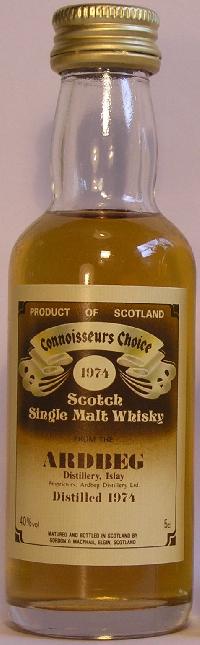 PRODUCT OF SCOTLAND
Connoisseurs Choice
1974
Scotch
Single Malt Whisky
FROM THE
ARDBEG
Distillery, Islay
Proprietors: Ardbeg Distillery Ltd.
Distilled 1974
40%vol 5cl
MATURED AND BOTTLED IN SCOTLAND BY
GORDON & MACPHAIL, ELGIN, SCOTLAND